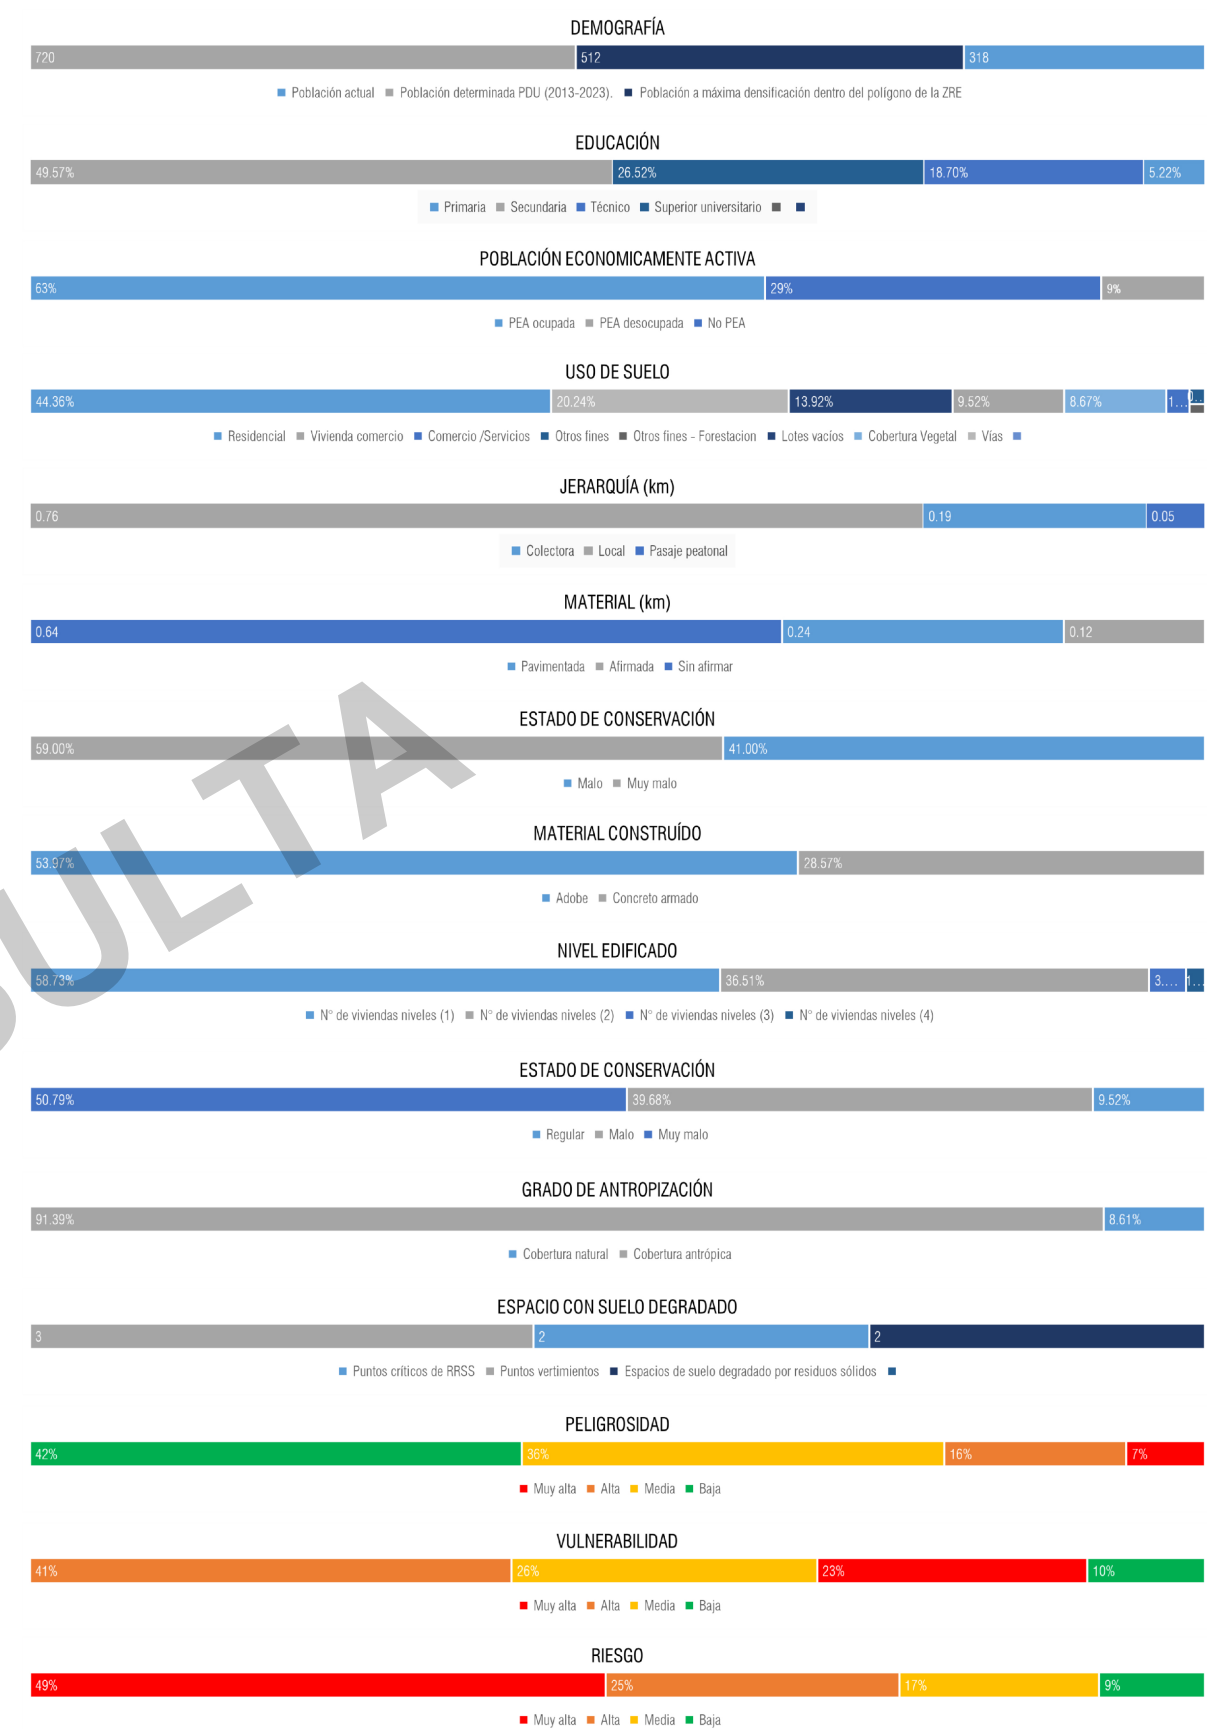 DEMOGRAFÍA
720 512 318
Población actual Población determinada PDU (2013-2023). Población a máxima densificación dentro del polígono de la ZRE
EDUCACIÓN
49.57% 26.52% 18.70% 5.22%
Primaria Secundaria Técnico Superior universitario
POBLACIÓN ECONOMICAMENTE ACTIVA
63% 29% 9%
PEA ocupada PEA desocupada No PEA
USO DE SUELO
44.36% 20.24% 13.92% 9.52% 8.67% 1... 0...
Residencial Vivienda comercio Comercio /Servicios Otros fines Otros fines - Forestacion Lotes vacíos Cobertura Vegetal Vías
JERARQUÍA (km)
0.76 0.19 0.05
Colectora Local Pasaje peatonal
MATERIAL (km)
0.64 0.24 0.12
Pavimentada Afirmada Sin afirmar
ESTADO DE CONSERVACIÓN
59.00% 41.00%
Malo Muy malo
MATERIAL CONSTRUÍDO
53.97% 28.57%
Adobe Concreto armado
NIVEL EDIFICADO
58.73% 36.51% 3.... 1...
N° de viviendas niveles (1) N° de viviendas niveles (2) N° de viviendas niveles (3) N° de viviendas niveles (4)
ESTADO DE CONSERVACIÓN
50.79% 39.68% 9.52%
Regular Malo Muy malo
GRADO DE ANTROPIZACIÓN
91.39% 8.61%
Cobertura natural Cobertura antrópica
ESPACIO CON SUELO DEGRADADO
3 2 2
Puntos críticos de RRSS Puntos vertimientos Espacios de suelo degradado por residuos sólidos
PELIGROSIDAD
42% 36% 16% 7%
Muy alta Alta Media Baja
VULNERABILIDAD
41% 26% 23% 10%
Muy alta Alta Media Baja
RIESGO
49% 25% 17% 9%
Muy alta Alta Media Baja
ULTA